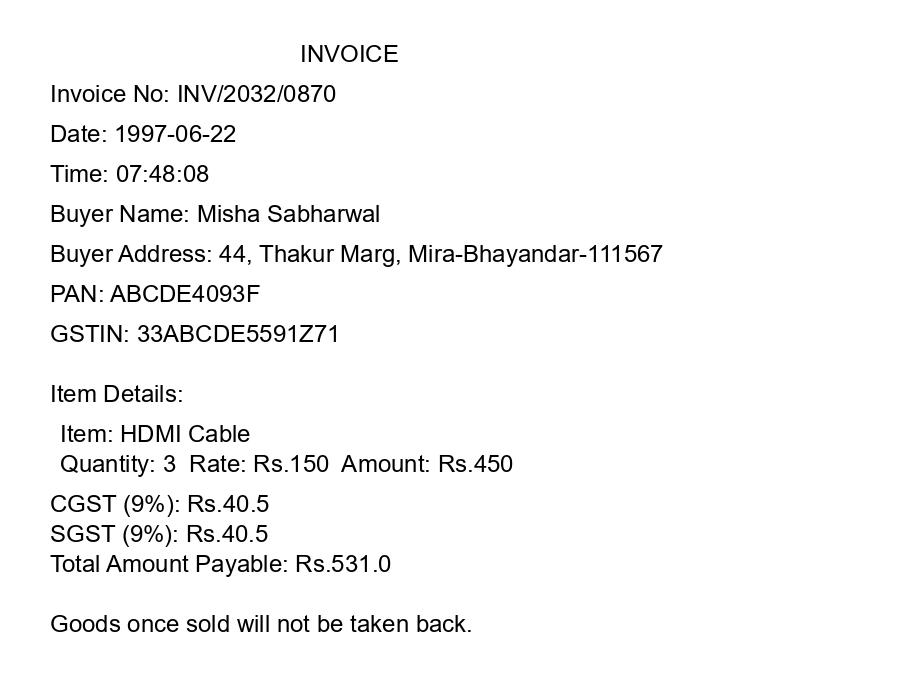 INVOICE
Invoice No: INV/2032/0870
Date: 1997-06-22
Time: 07:48:08
Buyer Name: Misha Sabharwal
Buyer Address: 44, Thakur Marg, Mira-Bhayandar-111567
PAN: ABCDE4093F
GSTIN: 33ABCDE5591Z71
Item Details:
Item: HDMI Cable
Quantity: 3 Rate: Rs.150 Amount: Rs.450
CGST (9%): Rs.40.5
SGST (9%): Rs.40.5
Total Amount Payable: Rs.531.0
Goods once sold will not be taken back.